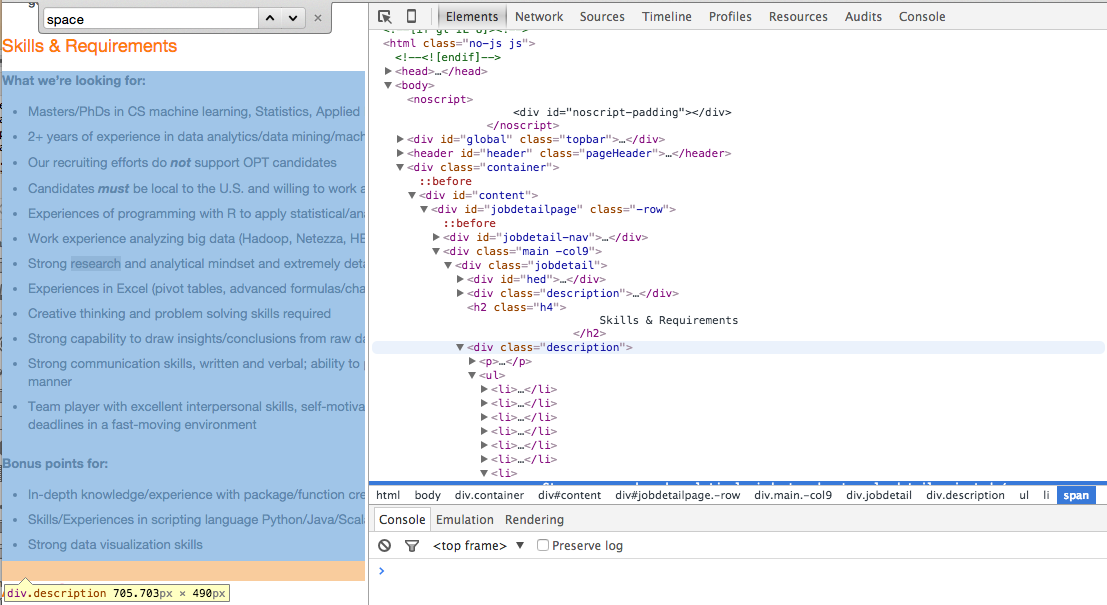 space
Skills & Requirements
What we're looking for:
Masters/PhDs in CS machine learning, Statistics, Applied
2+ years of experience in data analytics/data mining/mach
Our recruiting efforts do not support OPT candidates
Candidates must be local to the U.S. and willing to work a
Experiences of programming with R to apply statistical/ana
Work experience analyzing big data (Hadoop, Netezza, HB
Strong research and analytical mindset and extremely deta
Experiences in Excel (pivot tables, advanced formulas/cha
Creative thinking and problem solving skills required
Strong capability to draw insights/conclusions from raw da
Strong communication skills, written and verbal; ability to p
manner
Team player with excellent interpersonal skills, self-motiva
deadlines in a fast-moving environment
Bonus points for:
In-depth knowledge/experience with package/function cre
Skills/Experiences in scripting language Python/Java/Scal
Strong data visualization skills
div.description 705.703px × 490px
Elements Network Sources Timeline Profiles Resources Audits Console
<html class="no-js js">
<!--<![endif]-->
<head>…</head>
<body>
<noscript>
<div id="noscript-padding"></div>
</noscript>
<div id="global" class="topbar">…</div>
<header id="header" class="pageHeader">…</header>
<div class="container">
::before
<div id="content">
<div id="jobdetailpage" class="-row">
::before
<div id="jobdetail-nav">…</div>
<div class="main -col9">
<div class="jobdetail">
<div id="hed">…</div>
<div class="description">…</div>
<h2 class="h4">
Skills & Requirements
</h2>
<div class="description">
<p>…</p>
<ul>
<li>…</li>
<li>…</li>
<li>…</li>
<li>…</li>
<li>…</li>
<li>…</li>
<li>
html body div.container div#content div#jobdetailpage.-row div.main.-col9 div.jobdetail div.description ul li span
Console Emulation Rendering
<top frame> Preserve log